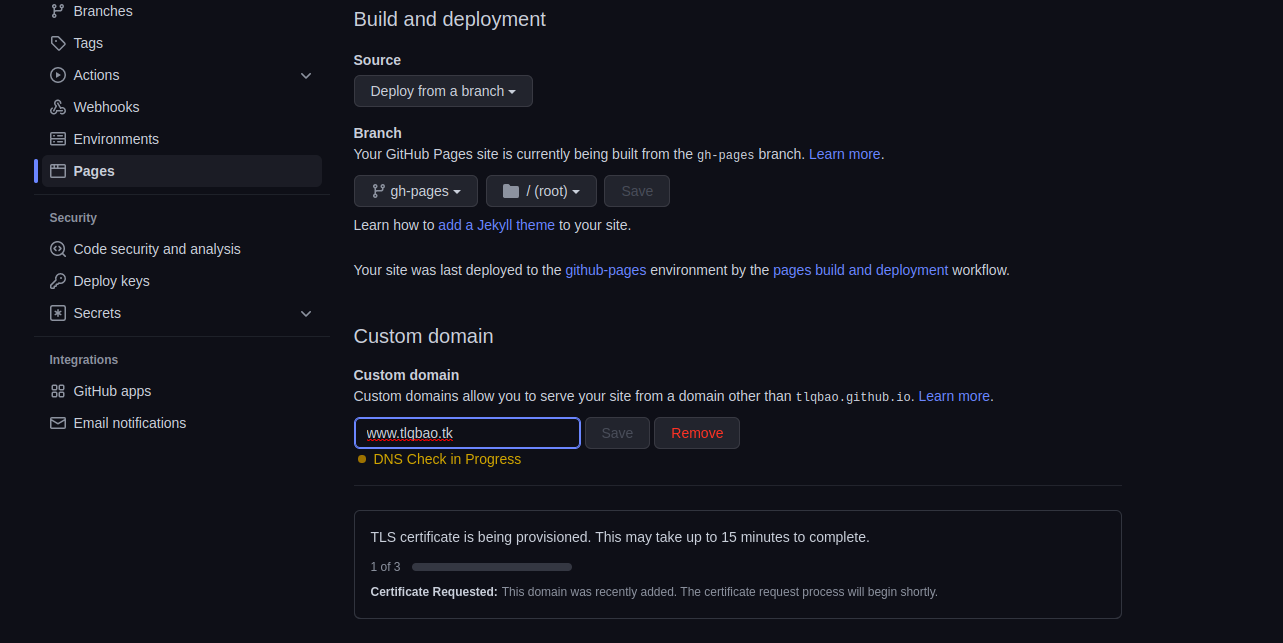 Branches
Tags
Actions
Webhooks
Environments
Pages
Security
Code security and analysis
Deploy keys
Secrets
Integrations
GitHub apps
Email notifications
Build and deployment
Source
Deploy from a branch
Branch
Your GitHub Pages site is currently being built from the gh-pages branch. Learn more.
gh-pages / (root) Save
Learn how to add a Jekyll theme to your site.
Your site was last deployed to the github-pages environment by the pages build and deployment workflow.
Custom domain
Custom domain
Custom domains allow you to serve your site from a domain other than tlqbao.github.io. Learn more.
www.tlqbao.tk Save Remove
DNS Check in Progress
TLS certificate is being provisioned. This may take up to 15 minutes to complete.
1 of 3
Certificate Requested: This domain was recently added. The certificate request process will begin shortly.